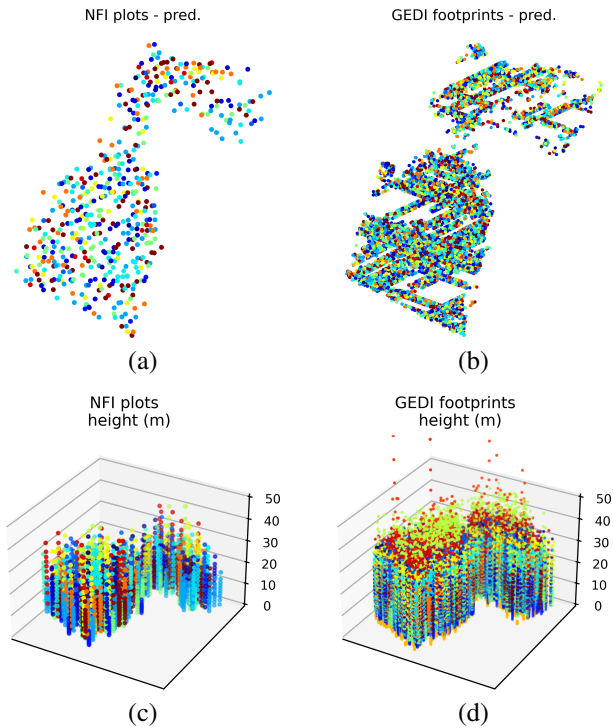 NFI plots - pred.
GEDI footprints - pred.
(a)
(b)
NFI plots
height (m)
GEDI footprints
height (m)
50
40
30
20
10
0
50
40
30
20
10
0
(c)
(d)